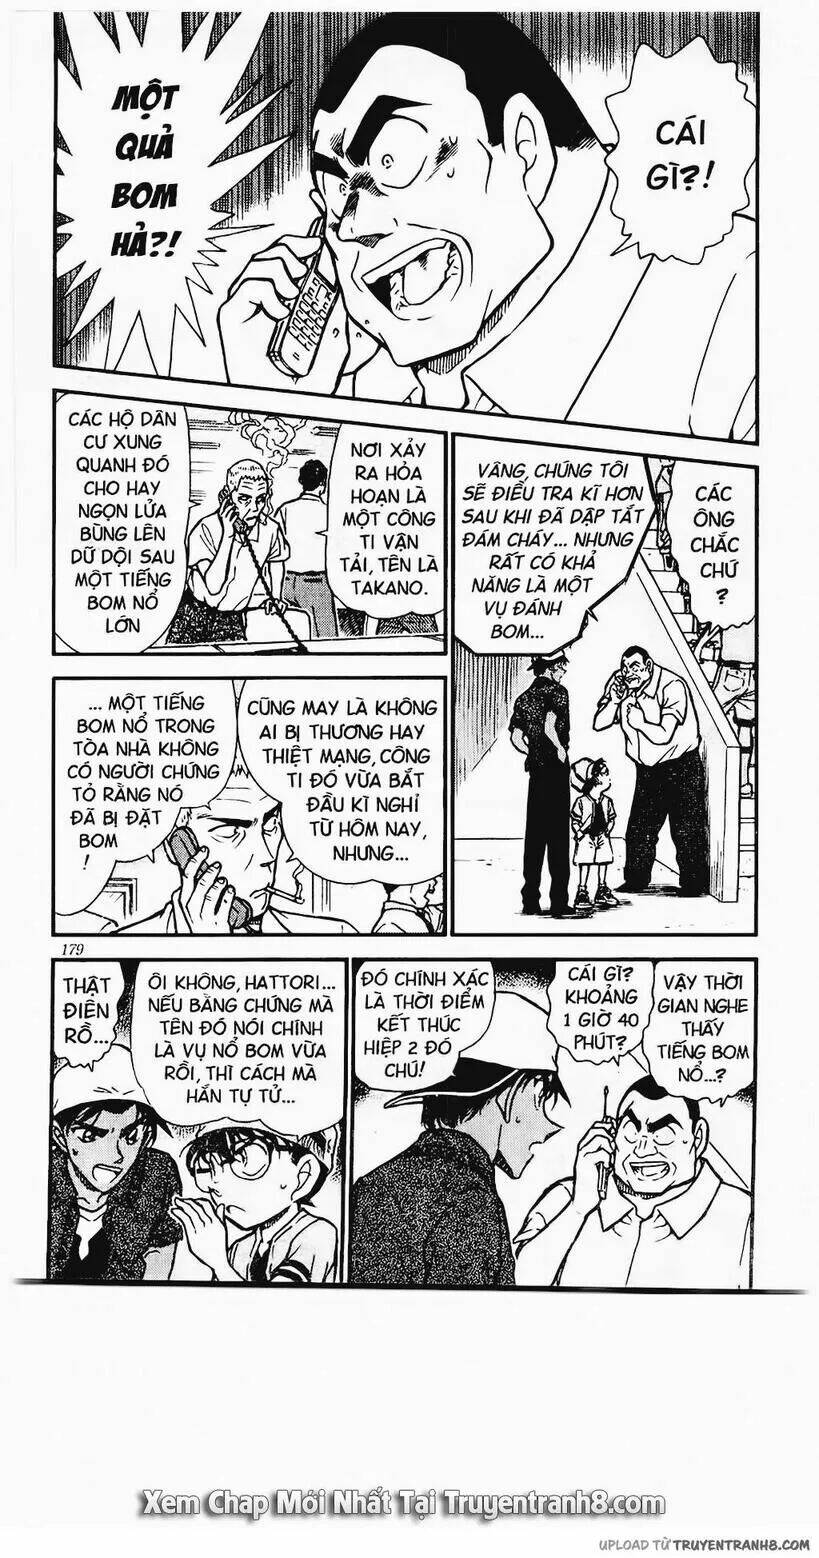 CÁI
GÌ?!
MỘT
QUẢ
BOM
HẢ?!
CÁC
ÔNG
CHẮC
CHỨ
?
VÂNG, CHÚNG TÔI
SẼ ĐIỀU TRA KĨ HƠN
SAU KHI ĐÃ DẬP TẮT
ĐÁM CHÁY... NHƯNG
RẤT CÓ KHẢ
NĂNG LÀ MỘT
VỤ ĐÁNH
BOM...
NƠI XẢY
RA HỎA
HOẠN LÀ
MỘT CÔNG
TI VẬN
TẢI, TÊN LÀ
TAKANO.
CÁC HỘ DÂN
CƯ XUNG
QUANH ĐÓ
CHO HAY
NGỌN LỬA
BÙNG LÊN
DỮ DỘI SAU
MỘT TIẾNG
BOM NỔ
LỚN
CŨNG MAY LÀ KHÔNG
AI BỊ THƯƠNG HAY
THIỆT MẠNG, CÔNG
TI ĐÓ VỪA BẮT
ĐẦU KÌ NGHỈ
TỪ HÔM NAY,
NHƯNG...
... MỘT TIẾNG
BOM NỔ TRONG
TÒA NHÀ KHÔNG
CÓ NGƯỜI CHỨNG
TỎ RẰNG NÓ
ĐÃ BỊ ĐẶT
BOM
!
179
VẬY THỜI
GIAN NGHE
THẤY
TIẾNG BOM
NỔ...?
CÁI GÌ?
KHOẢNG
1 GIỜ 40
PHÚT?
ĐÓ CHÍNH XÁC
LÀ THỜI ĐIỂM
KẾT THÚC
HIỆP 2 ĐÓ
CHÚ!
ÔI KHÔNG, HATTORI...
NẾU BẰNG CHỨNG MÀ
TÊN ĐÓ NÓI CHÍNH
LÀ VỤ NỔ BOM VỪA
RỒI, THÌ CÁCH MÀ
HẮN TỰ TỬ...
THẬT
ĐIÊN
RỒ...
Xem Chap Mới Nhất Tại Truyentranh8.com
UPLOAD TỪ TRUYENTRANH8.COM